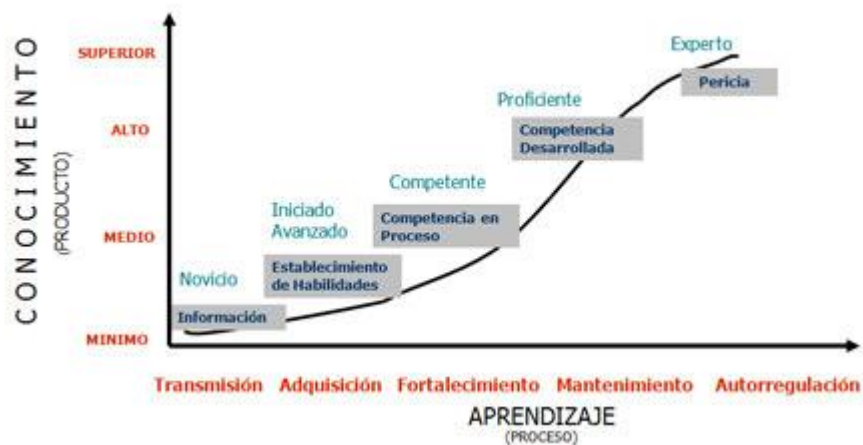 CONOCIMIENTO
(PRODUCTO)
SUPERIOR
ALTO
MEDIO
MINIMO
Experto
Pericia
Proficiente
Competencia
Desarrollada
Competente
Competencia en
Proceso
Iniciado
Avanzado
Establecimiento
de Habilidades
Novicio
Información
Transmisión Adquisición Fortalecimiento Mantenimiento Autorregulación
APRENDIZAJE
(PROCESO)